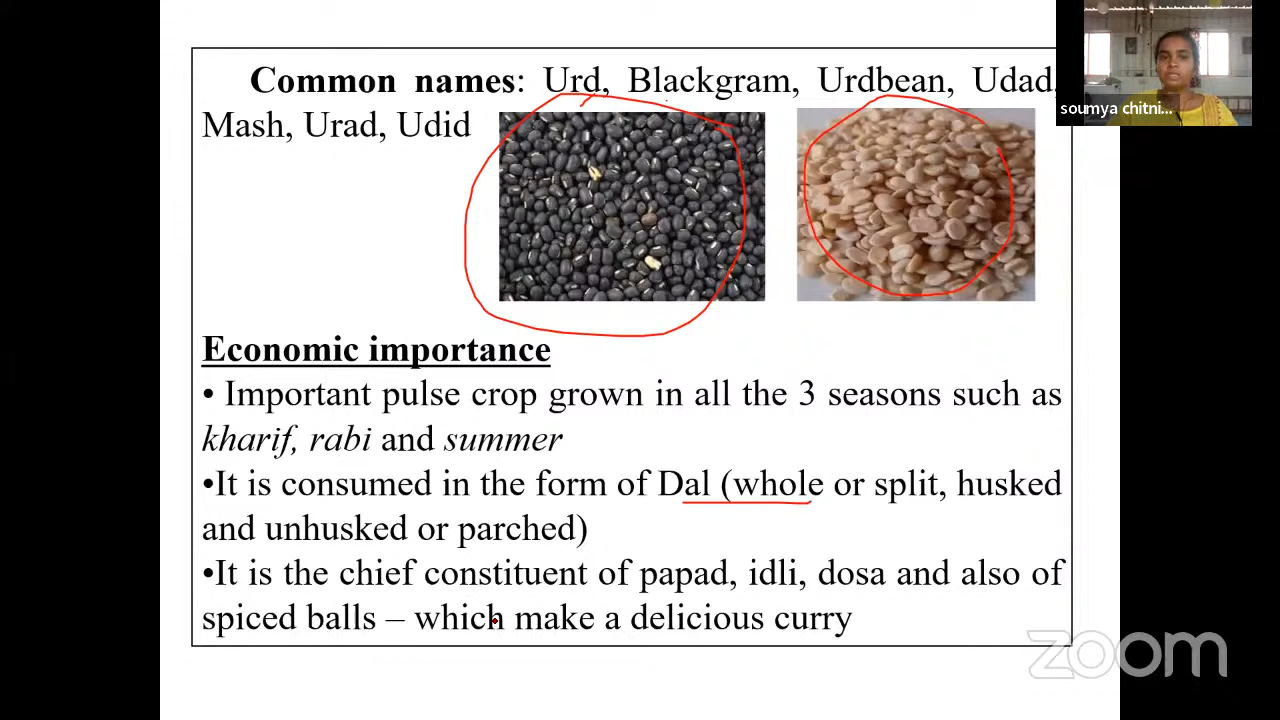 Common names: Urd, Blackgram, Urdbean, Udad,
Mash, Urad, Udid
soumya chitni...
Economic importance
• Important pulse crop grown in all the 3 seasons such as
kharif, rabi and summer
•It is consumed in the form of Dal (whole or split, husked
and unhusked or parched)
•It is the chief constituent of papad, idli, dosa and also of
spiced balls – which make a delicious curry
zoom